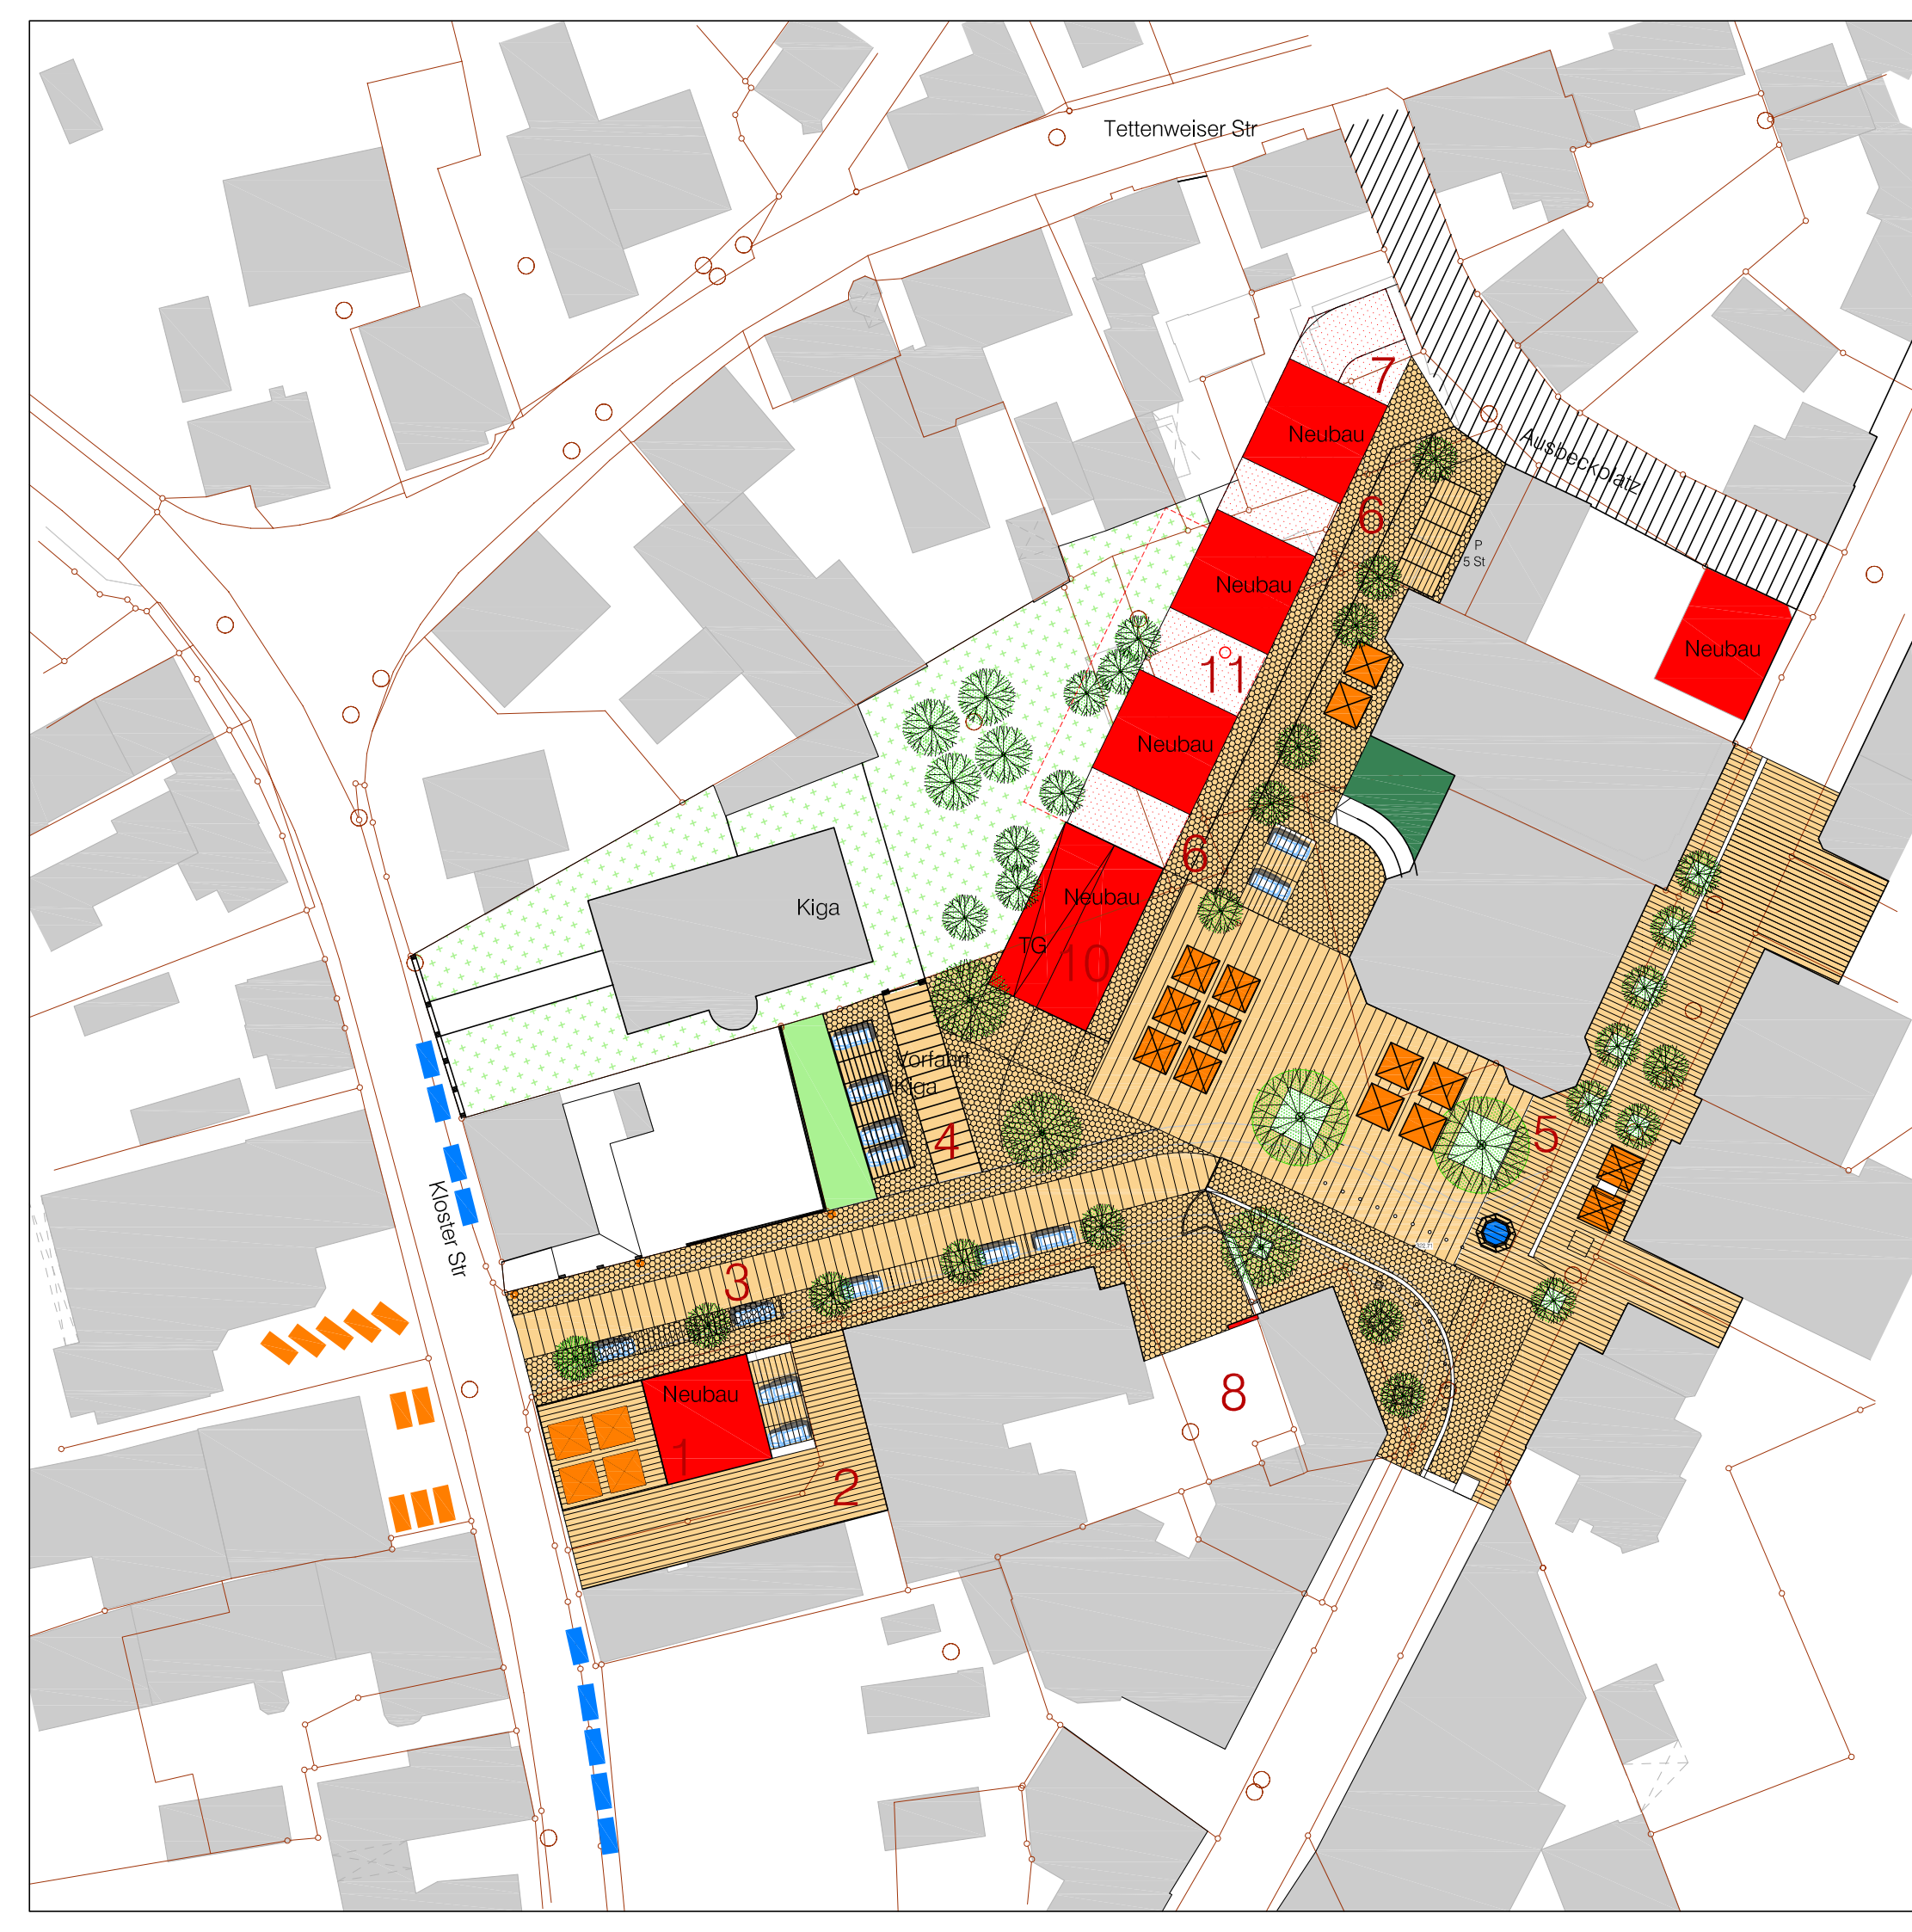 Tettenweiser Str
7
Neubau
Ausbeckplatz
6
P
5 St
Neubau
Neubau
11
Neubau
6
Neubau
Kiga
TG
10
Vorfahrt
Kiga
4
5
Kloster Str
3
8
Neubau
1
2